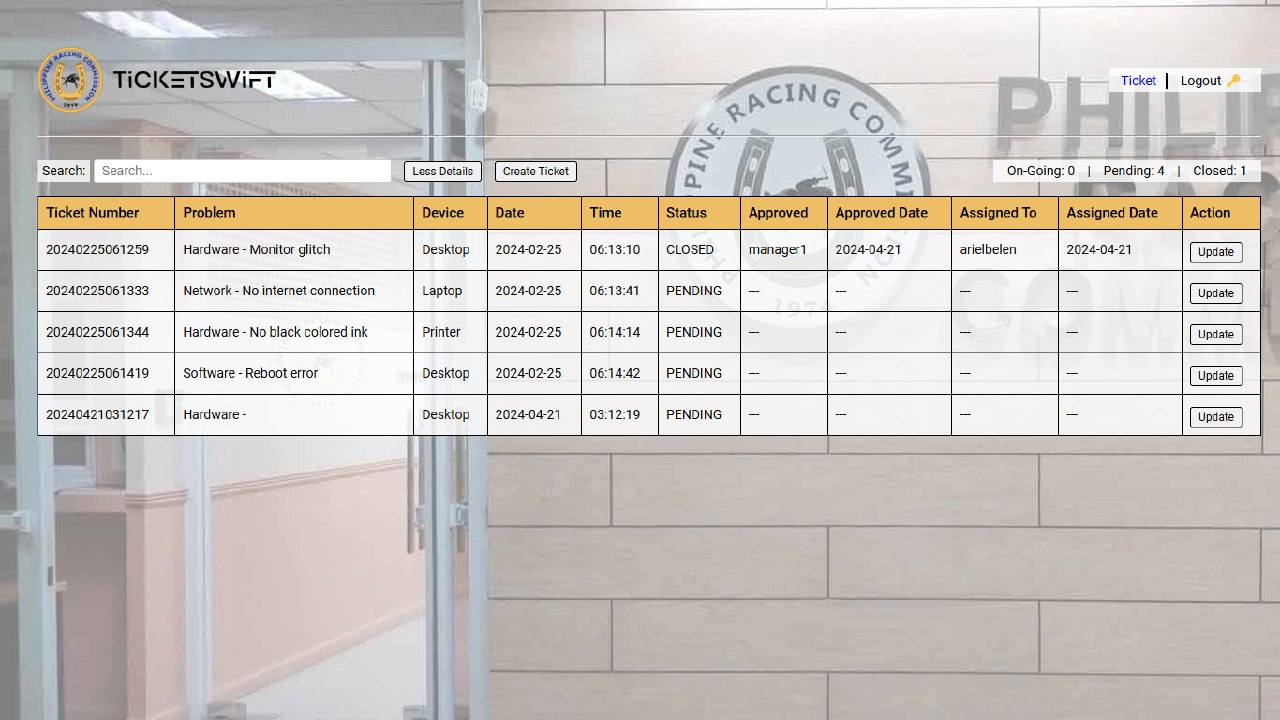 PHILIPPINE RACING COMMISSION
1974
TiCKETSWiFT
Ticket | Logout
PHILIPPINE RACING COMMISSION
1974
PHILI
Search: Search... Less Details Create Ticket On-Going: 0 | Pending: 4 | Closed: 1
Ticket Number Problem Device Date Time Status Approved Approved Date Assigned To Assigned Date Action
20240225061259 Hardware - Monitor glitch Desktop 2024-02-25 06:13:10 CLOSED manager1 2024-04-21 arielbelen 2024-04-21 Update
20240225061333 Network - No internet connection Laptop 2024-02-25 06:13:41 PENDING --- --- --- --- Update
20240225061344 Hardware - No black colored ink Printer 2024-02-25 06:14:14 PENDING --- --- --- --- Update
20240225061419 Software - Reboot error Desktop 2024-02-25 06:14:42 PENDING --- --- --- --- Update
20240421031217 Hardware - Desktop 2024-04-21 03:12:19 PENDING --- --- --- --- Update